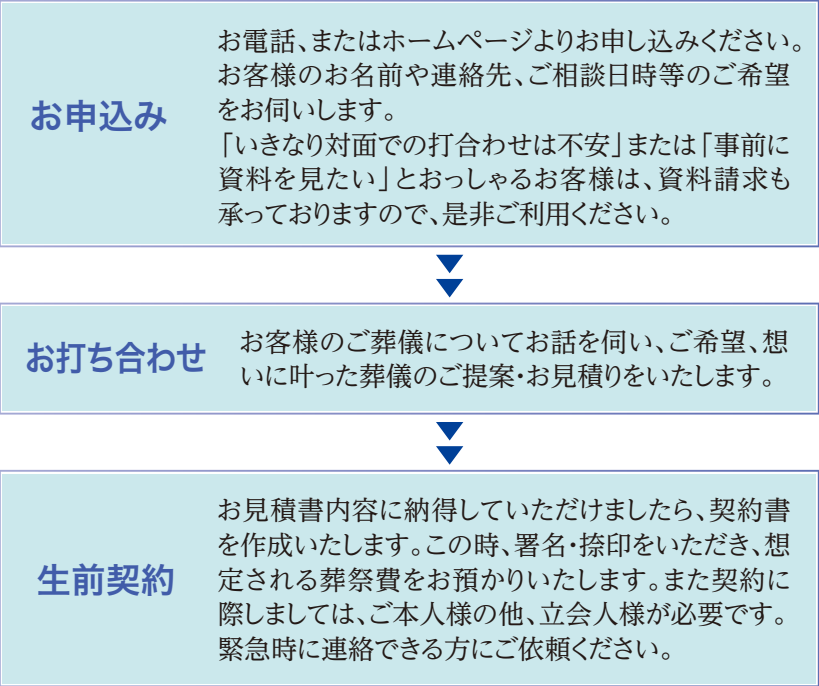 お申込み
お電話、またはホームページよりお申し込みください。
お客様のお名前や連絡先、ご相談日時等のご希望
をお伺いします。
「いきなり対面での打合わせは不安」または「事前に
資料を見たい」とおっしゃるお客様は、資料請求も
承っておりますので、是非ご利用ください。
お打ち合わせ
お客様のご葬儀についてお話を伺い、ご希望、想
いに叶った葬儀のご提案・お見積りをいたします。
生前契約
お見積書内容に納得していただけましたら、契約書
を作成いたします。この時、署名・捺印をいただき、想
定される葬祭費をお預かりいたします。また契約に
際しましては、ご本人様の他、立会人様が必要です。
緊急時に連絡できる方にご依頼ください。